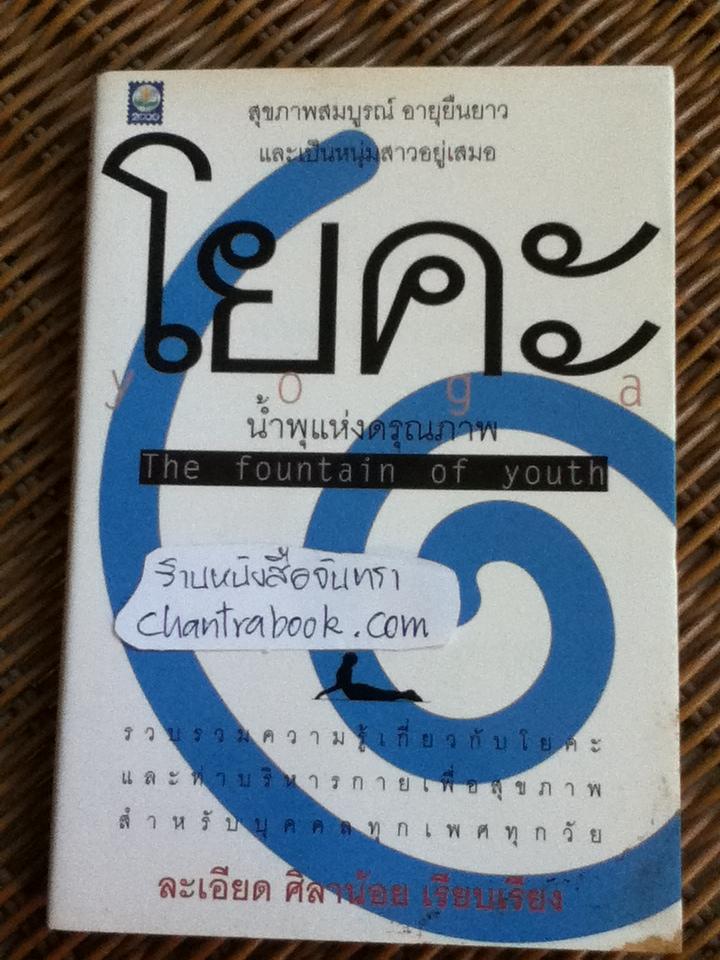 สุขภาพสมบูรณ์ อายุยืนยาว
และเป็นหนุ่มสาวอยู่เสมอ
2000
โยคะ
yoga
น้ำพุแห่งดรุณภาพ
The fountain of youth
ร้านหนังสือจันทรา
chantrabook.com
รวบรวมความรู้เกี่ยวกับโยคะ
และท่าบริหารกายเพื่อสุขภาพ
สำหรับบุคคลทุกเพศทุกวัย
ละเอียด ศิลาน้อย เรียบเรียง